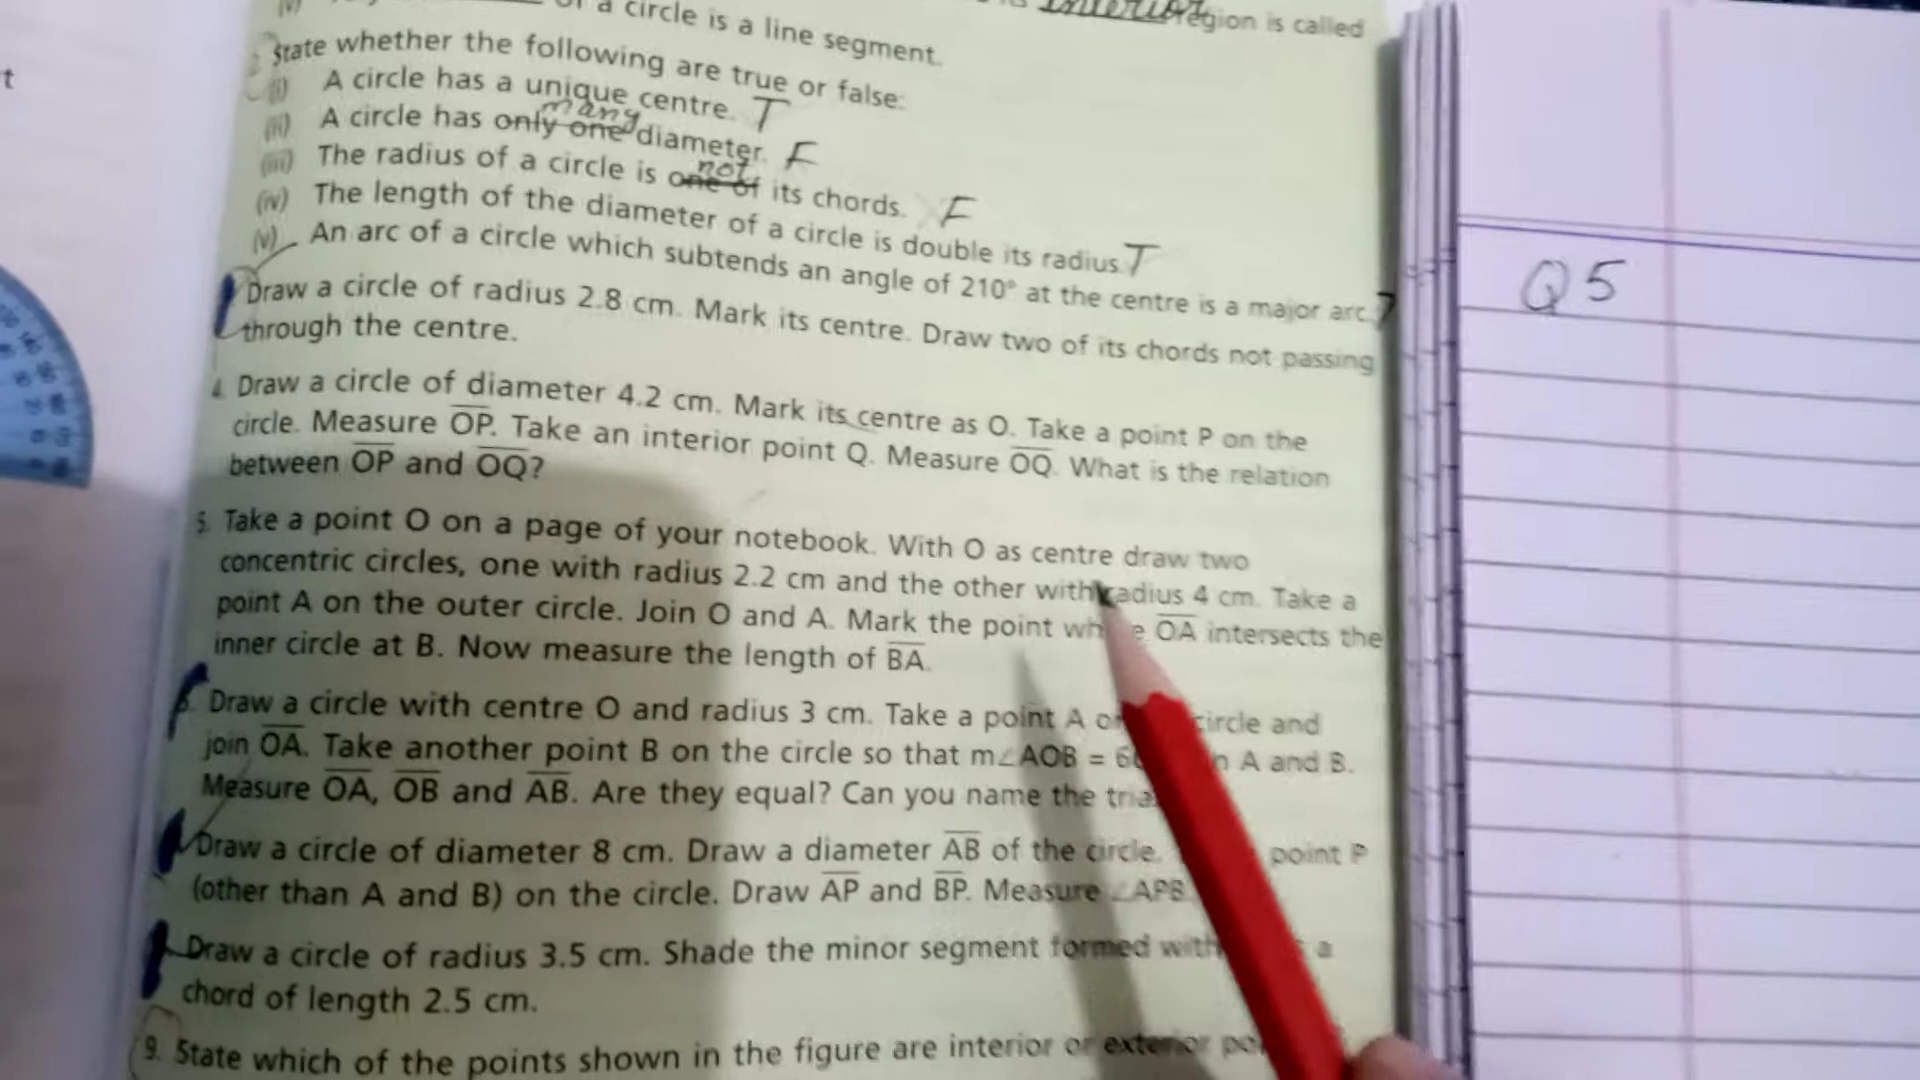 t
of a circle is a line segment.
interior region is called
2. State whether the following are true or false:
(i) A circle has a unique centre. T
many
(ii) A circle has only one diameter. F
not
(iii) The radius of a circle is one of its chords. F
(iv) The length of the diameter of a circle is double its radius. T
(v) An arc of a circle which subtends an angle of 210° at the centre is a major arc. T
Draw a circle of radius 2.8 cm. Mark its centre. Draw two of its chords not passing
through the centre.
4. Draw a circle of diameter 4.2 cm. Mark its centre as O. Take a point P on the
circle. Measure OP. Take an interior point Q. Measure OQ. What is the relation
between OP and OQ?
5. Take a point O on a page of your notebook. With O as centre draw two
concentric circles, one with radius 2.2 cm and the other with radius 4 cm. Take a
point A on the outer circle. Join O and A. Mark the point where OA intersects the
inner circle at B. Now measure the length of BA.
6. Draw a circle with centre O and radius 3 cm. Take a point A circle and
join OA. Take another point B on the circle so that m∠AOB = A and B.
Measure OA, OB and AB. Are they equal? Can you name the
Draw a circle of diameter 8 cm. Draw a diameter AB of the circle. point P
(other than A and B) on the circle. Draw AP and BP. Measure ∠APB.
Draw a circle of radius 3.5 cm. Shade the minor segment formed with a
chord of length 2.5 cm.
9. State which of the points shown in the figure are interior or exterior
Q5